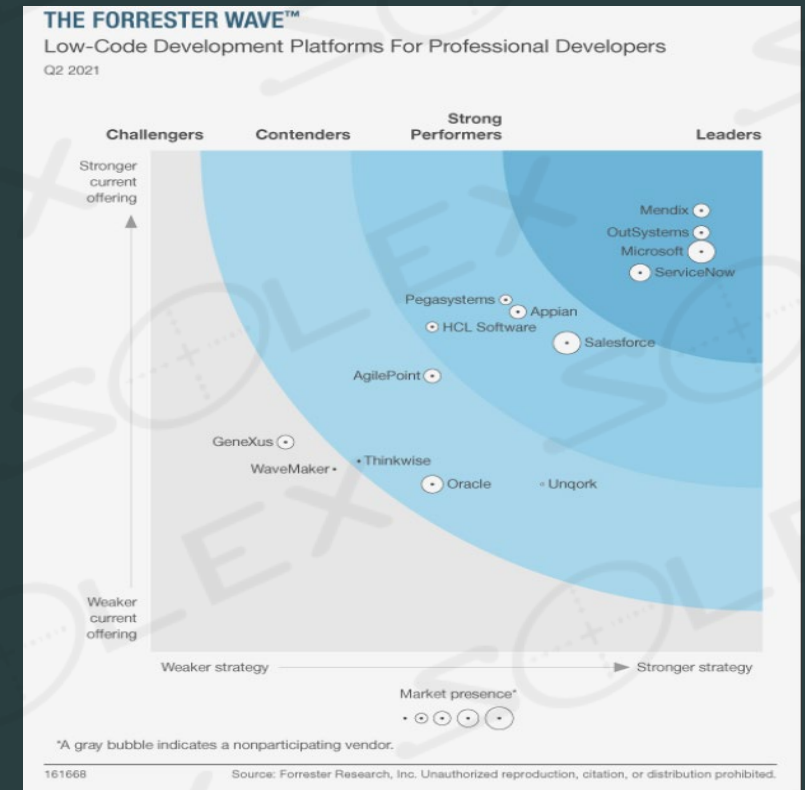 THE FORRESTER WAVE™
Low-Code Development Platforms For Professional Developers
Q2 2021
Challengers
Contenders
Strong
Performers
Leaders
Stronger
current
offering
Mendix
OutSystems
Microsoft
ServiceNow
Pegasystems
Appian
HCL Software
Salesforce
AgilePoint
GeneXus
Thinkwise
WaveMaker
Oracle
Unqork
Weaker
current
offering
Weaker strategy
Stronger strategy
Market presence*
*A gray bubble indicates a nonparticipating vendor.
161668
Source: Forrester Research, Inc. Unauthorized reproduction, citation, or distribution prohibited.
SOLEX